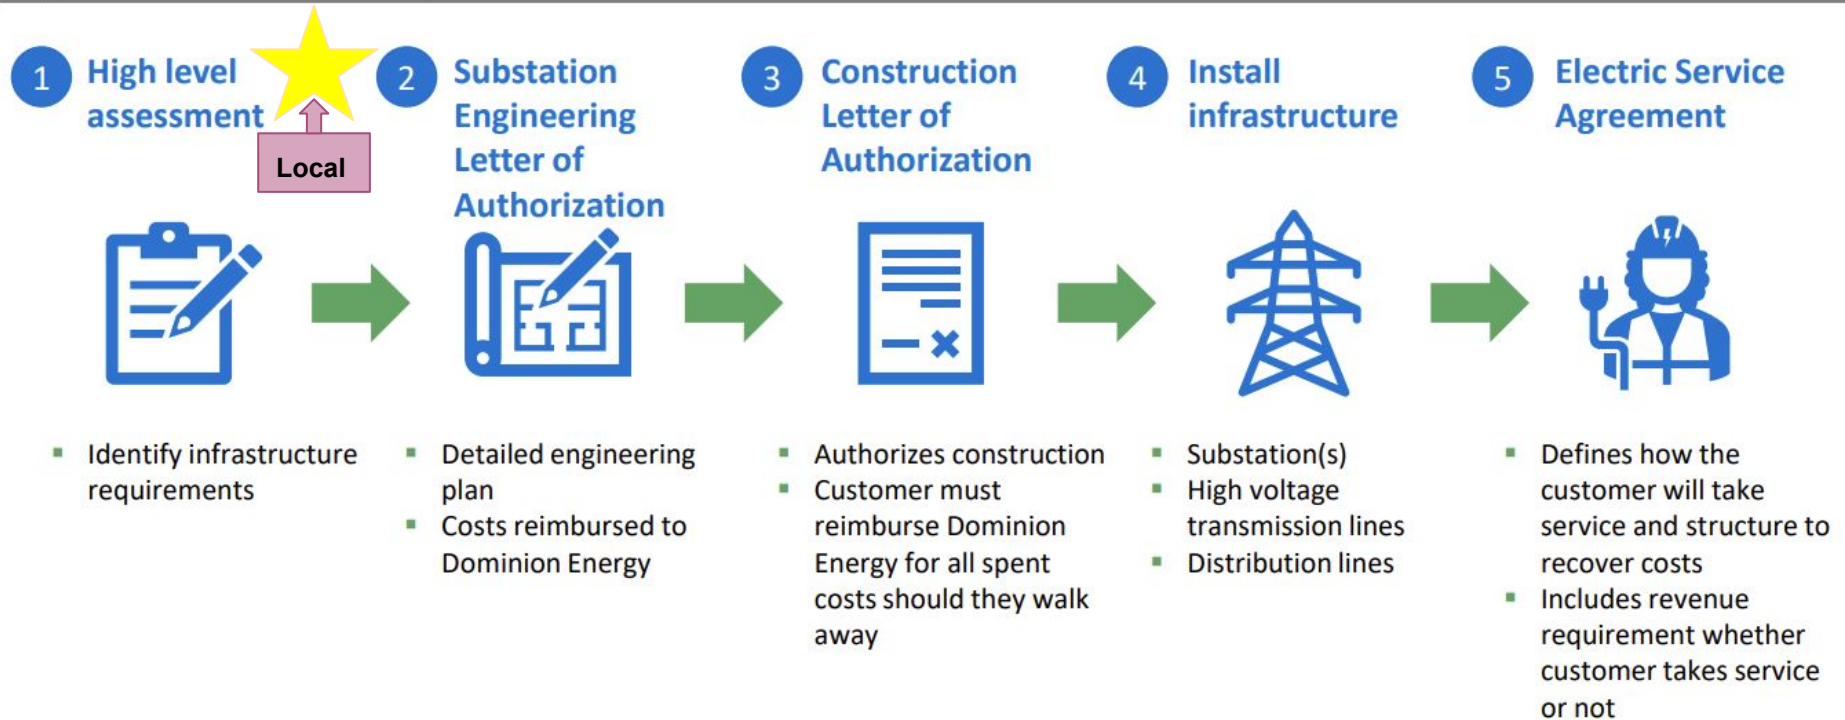 1
High level
assessment
Local
2
Substation
Engineering
Letter of
Authorization
3
Construction
Letter of
Authorization
4
Install
infrastructure
5
Electric Service
Agreement
▪ Identify infrastructure
requirements
▪ Detailed engineering
plan
▪ Costs reimbursed to
Dominion Energy
▪ Authorizes construction
▪ Customer must
reimburse Dominion
Energy for all spent
costs should they walk
away
▪ Substation(s)
▪ High voltage
transmission lines
▪ Distribution lines
▪ Defines how the
customer will take
service and structure to
recover costs
▪ Includes revenue
requirement whether
customer takes service
or not